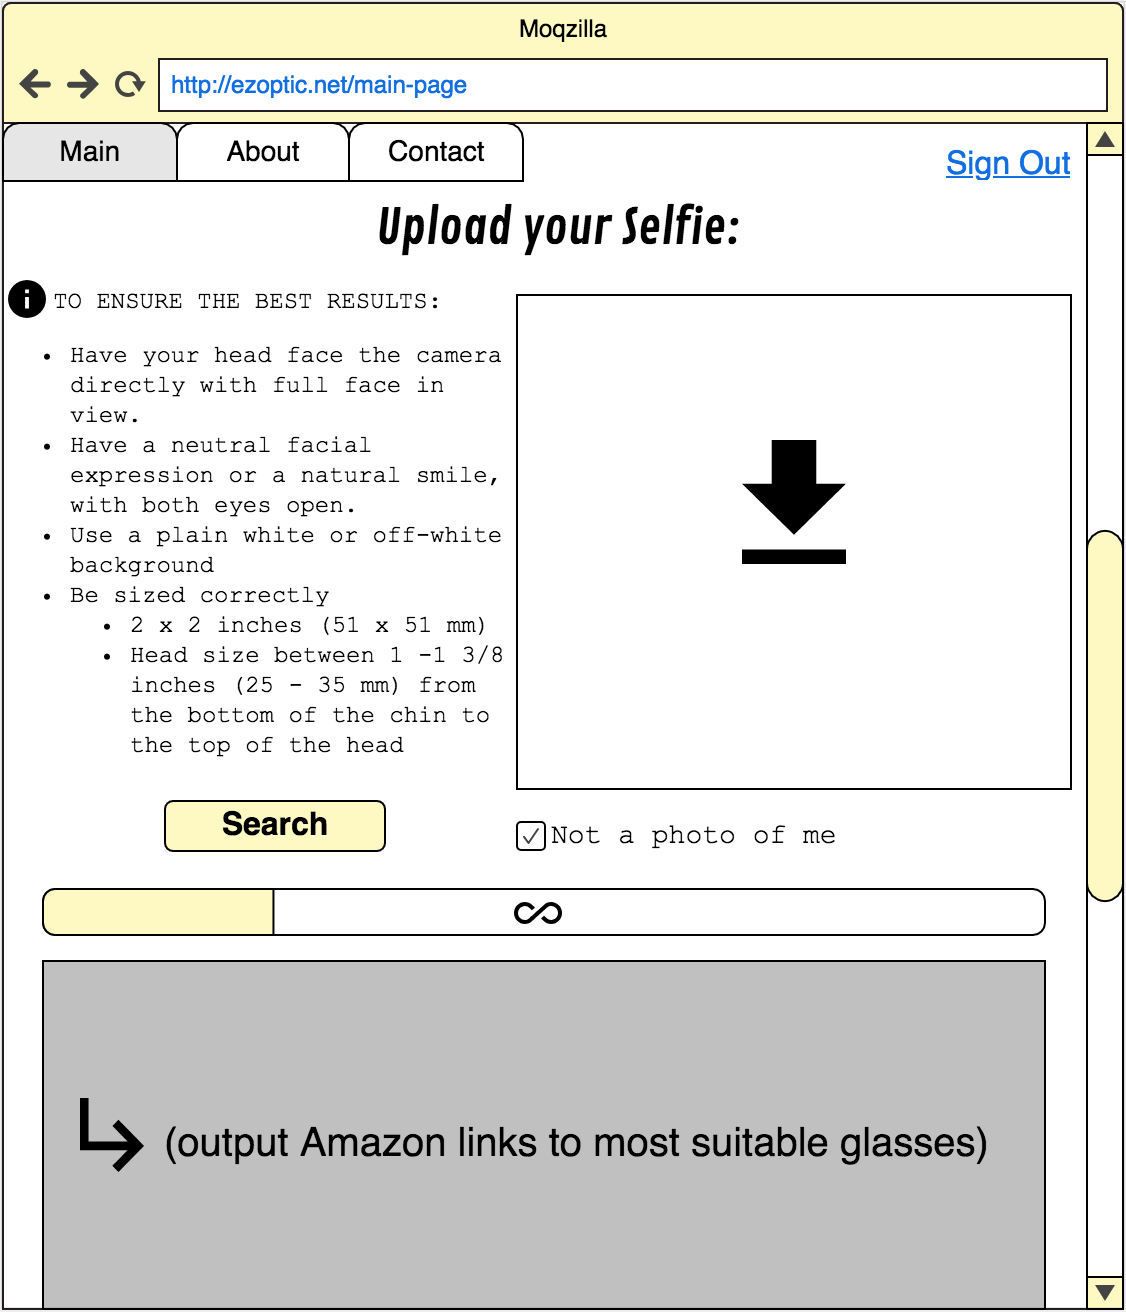 Moqzilla
http://ezoptic.net/main-page
Main
About
Contact
Sign Out
Upload your Selfie:
i TO ENSURE THE BEST RESULTS:
• Have your head face the camera
directly with full face in
view.
• Have a neutral facial
expression or a natural smile,
with both eyes open.
• Use a plain white or off-white
background
• Be sized correctly
• 2 x 2 inches (51 x 51 mm)
• Head size between 1 -1 3/8
inches (25 - 35 mm) from
the bottom of the chin to
the top of the head
Search
Not a photo of me
(output Amazon links to most suitable glasses)